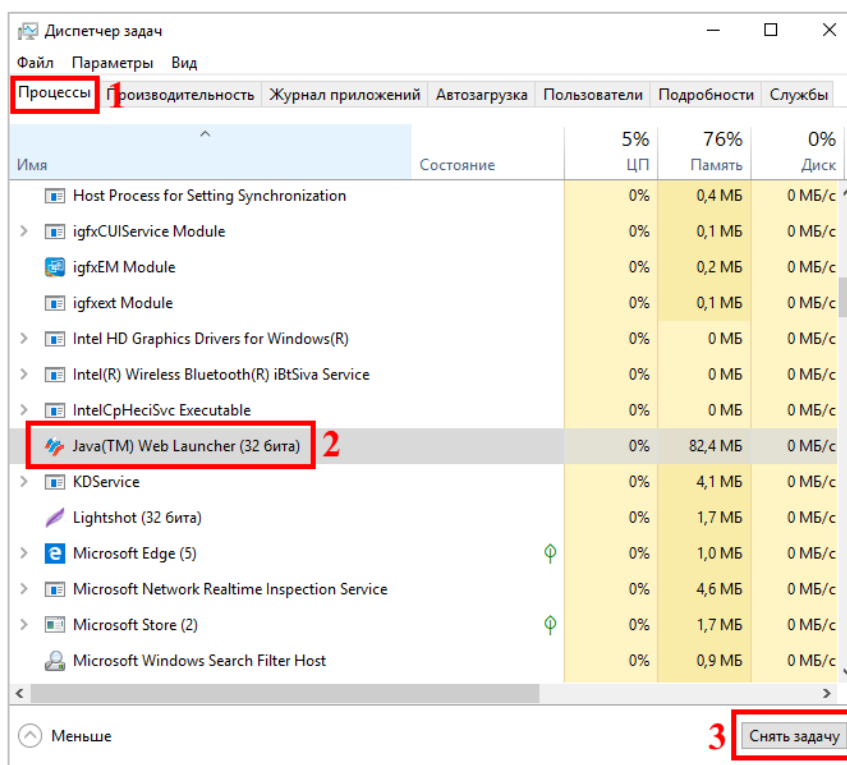 Диспетчер задач
Файл Параметры Вид
Процессы 1 Производительность Журнал приложений Автозагрузка Пользователи Подробности Службы
5% 76% 0%
Имя Состояние ЦП Память Диск
Host Process for Setting Synchronization 0% 0,4 МБ 0 МБ/с
igfxCUIService Module 0% 0,1 МБ 0 МБ/с
igfxEM Module 0% 0,2 МБ 0 МБ/с
igfxext Module 0% 0,1 МБ 0 МБ/с
Intel HD Graphics Drivers for Windows(R) 0% 0 МБ 0 МБ/с
Intel(R) Wireless Bluetooth(R) iBtSiva Service 0% 0 МБ 0 МБ/с
IntelCpHeciSvc Executable 0% 0 МБ 0 МБ/с
Java(TM) Web Launcher (32 бита) 2 0% 82,4 МБ 0 МБ/с
KDService 0% 4,1 МБ 0 МБ/с
Lightshot (32 бита) 0% 1,7 МБ 0 МБ/с
Microsoft Edge (5) 0% 1,0 МБ 0 МБ/с
Microsoft Network Realtime Inspection Service 0% 4,6 МБ 0 МБ/с
Microsoft Store (2) 0% 1,7 МБ 0 МБ/с
Microsoft Windows Search Filter Host 0% 0,9 МБ 0 МБ/с
Меньше 3 Снять задачу